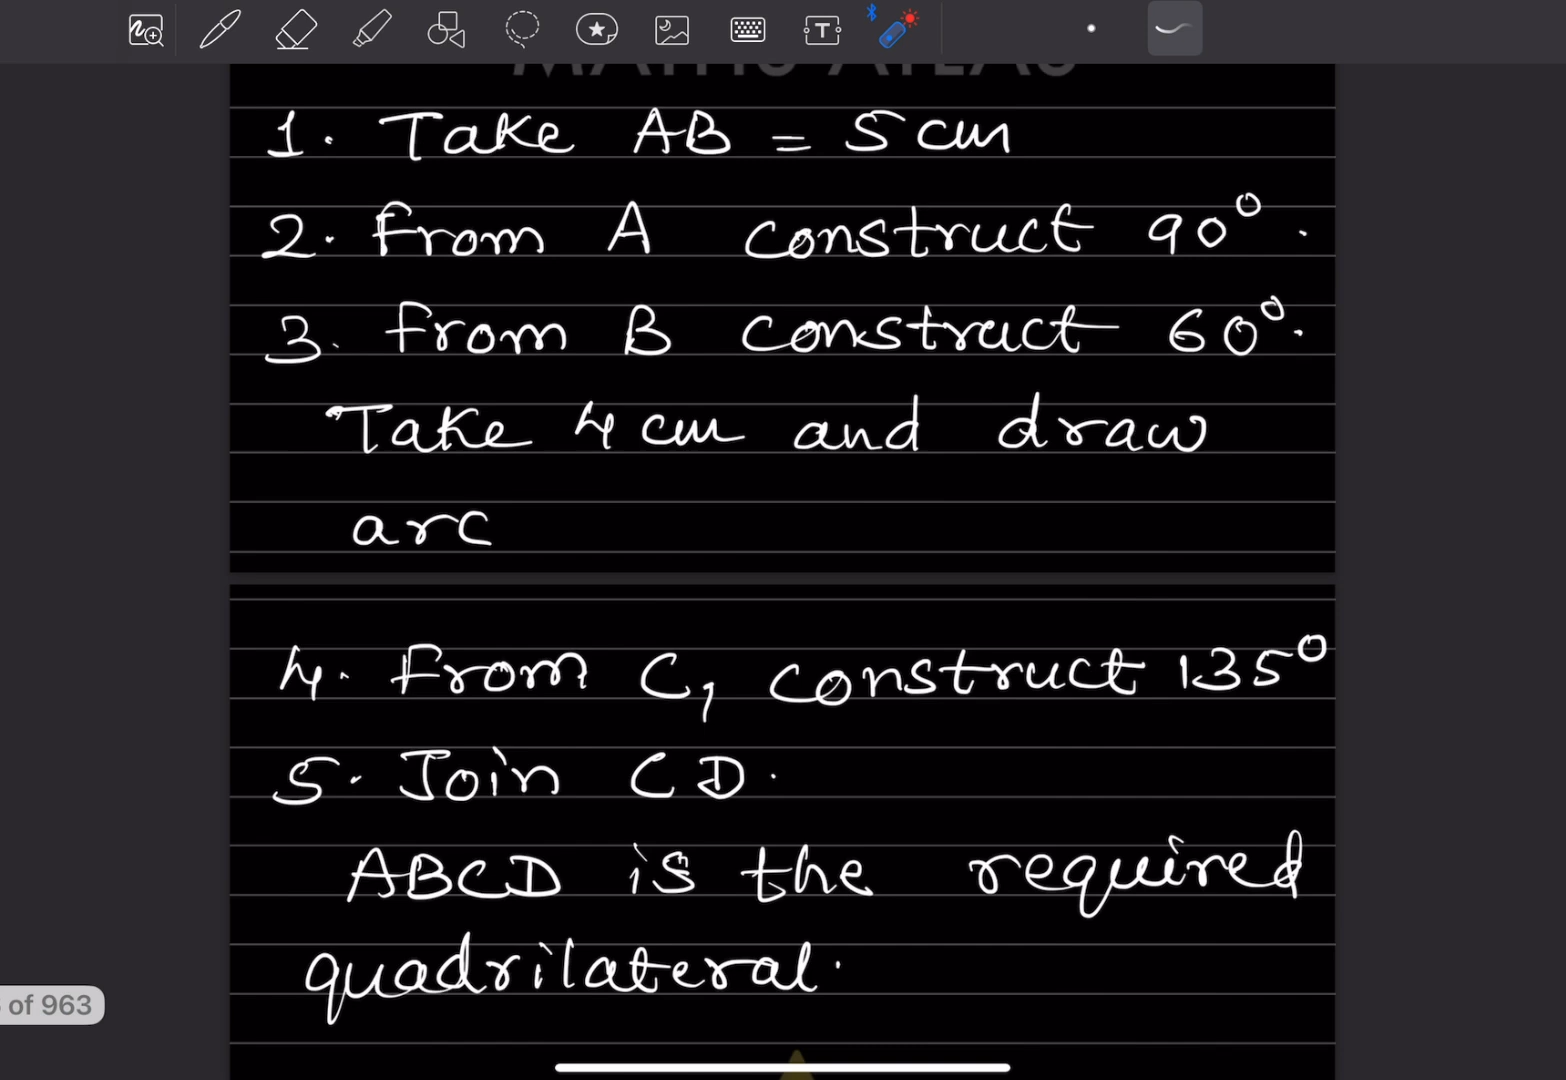 1. Take AB = 5 cm
2. From A construct 90°.
3. from B construct 60°.
Take 4 cm and draw
arc
4. From C, construct 135°
5. Join CD.
ABCD is the required
quadrilateral.
of 963